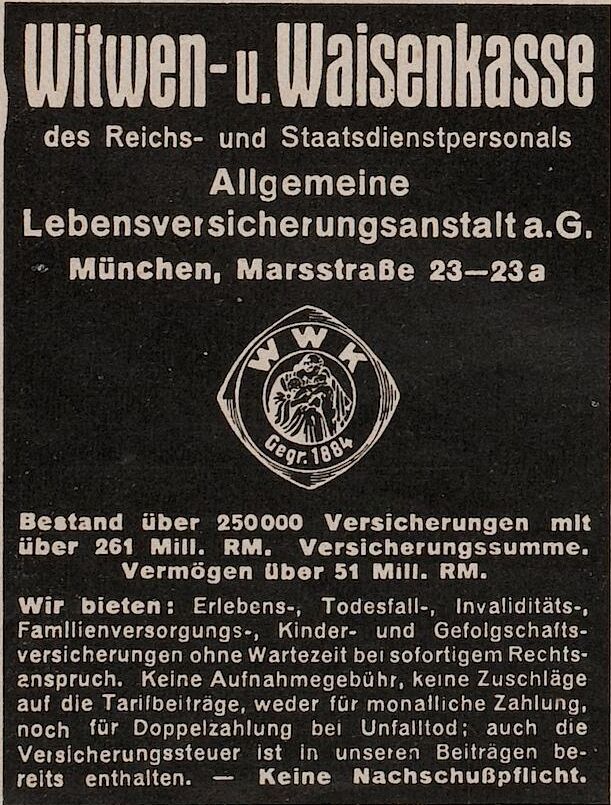 Witwen- u. Waisenkasse
des Reichs- und Staatsdienstpersonals
Allgemeine
Lebensversicherungsanstalt a.G.
München, Marsstraße 23—23a
WWK
Gegr. 1884
Bestand über 250000 Versicherungen mit
über 261 Mill. RM. Versicherungssumme.
Vermögen über 51 Mill. RM.
Wir bieten: Erlebens-, Todesfall-, Invaliditäts-,
Familienversorgungs-, Kinder- und Gefolgschafts-
versicherungen ohne Wartezeit bei sofortigem Rechts-
anspruch. Keine Aufnahmegebühr, keine Zuschläge
auf die Tarifbeiträge, weder für monatliche Zahlung,
noch für Doppelzahlung bei Unfalltod; auch die
Versicherungssteuer ist in unseren Beiträgen be-
reits enthalten. — Keine Nachschußpflicht.